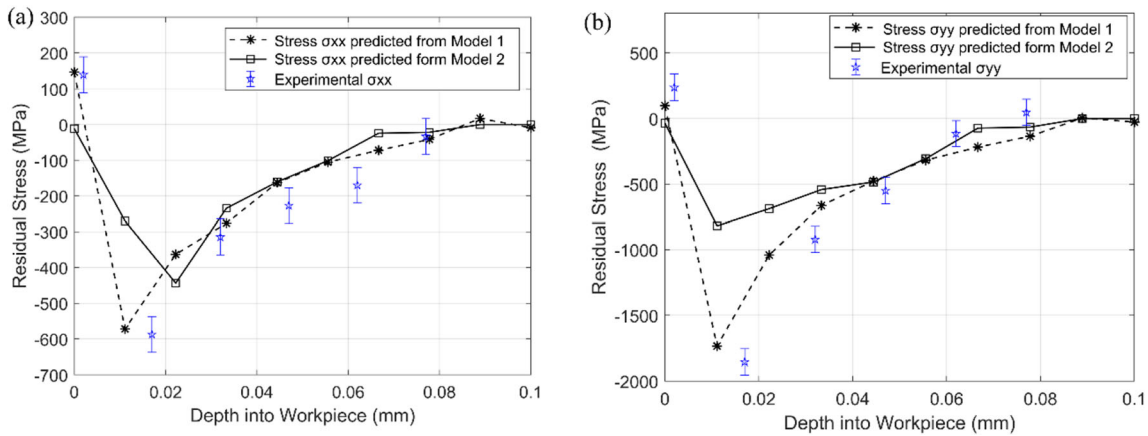 (a)
300
200
100
0
-100
-200
-300
-400
-500
-600
-700
Residual Stress (MPa)
Stress σxx predicted from Model 1
Stress σxx predicted form Model 2
Experimental σxx
0
0.02
0.04
0.06
0.08
0.1
Depth into Workpiece (mm)
(b)
500
0
-500
-1000
-1500
-2000
Residual Stress (MPa)
Stress σyy predicted from Model 1
Stress σyy predicted form Model 2
Experimental σyy
0
0.02
0.04
0.06
0.08
0.1
Depth into Workpiece (mm)